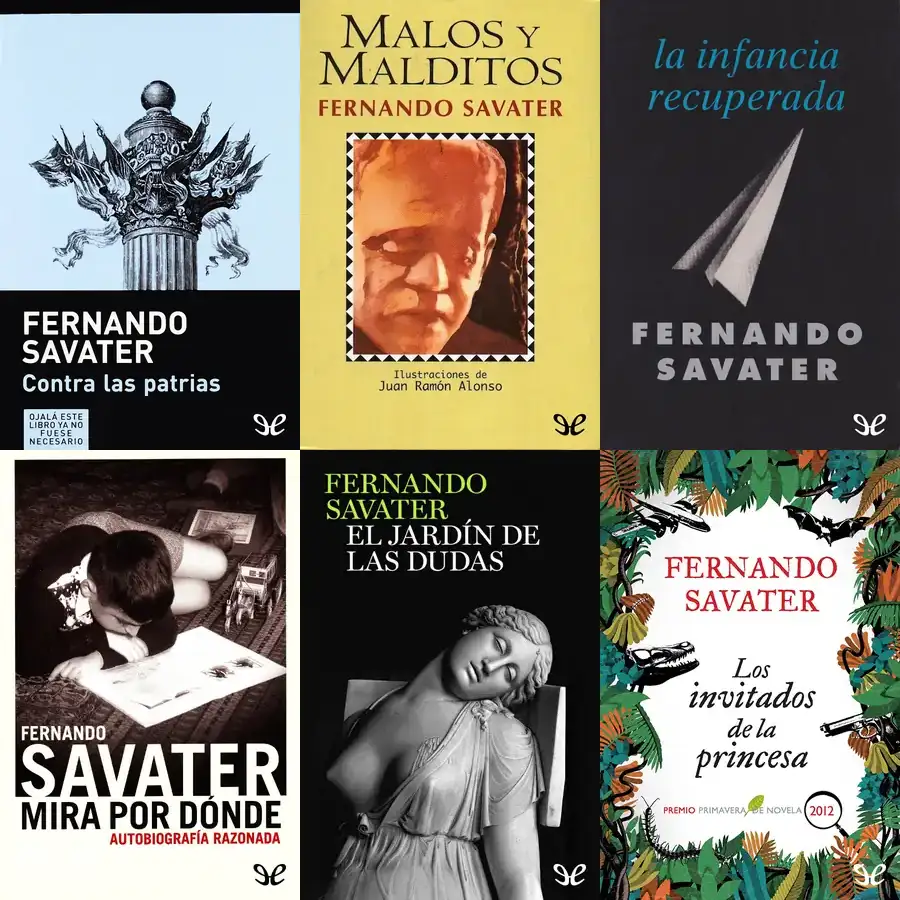 FERNANDO
SAVATER
Contra las patrias
OJALÁ ESTE
LIBRO YA NO
FUESE
NECESARIO
MALOS Y
MALDITOS
FERNANDO SAVATER
Ilustraciones de
Juan Ramón Alonso
la infancia
recuperada
FERNANDO
SAVATER
FERNANDO
SAVATER
MIRA POR DÓNDE
AUTOBIOGRAFÍA RAZONADA
FERNANDO
SAVATER
EL JARDÍN DE
LAS DUDAS
FERNANDO
SAVATER
Los
invitados
de la
princesa
PREMIO PRIMAVERA DE NOVELA 2012